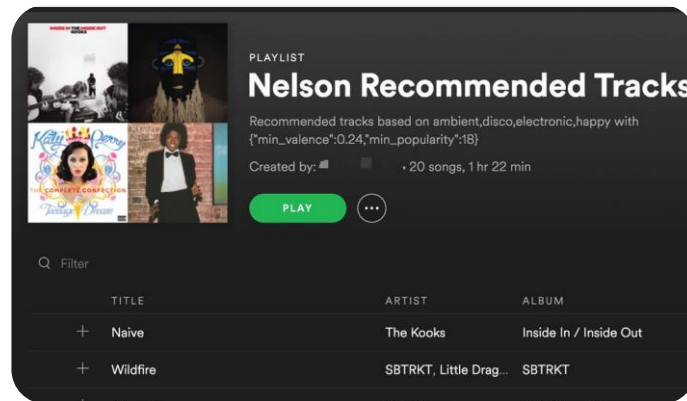 INSIDE IN THE INSIDE OUT
KOOKS
Katy Perry
THE COMPLETE CONFECTION
Teenage Dream
PLAYLIST
Nelson Recommended Tracks
Recommended tracks based on ambient,disco,electronic,happy with
{"min_valence":0.24,"min_popularity":18}
Created by: • 20 songs, 1 hr 22 min
PLAY
Filter
TITLE ARTIST ALBUM
Naive The Kooks Inside In / Inside Out
Wildfire SBTRKT, Little Drag... SBTRKT